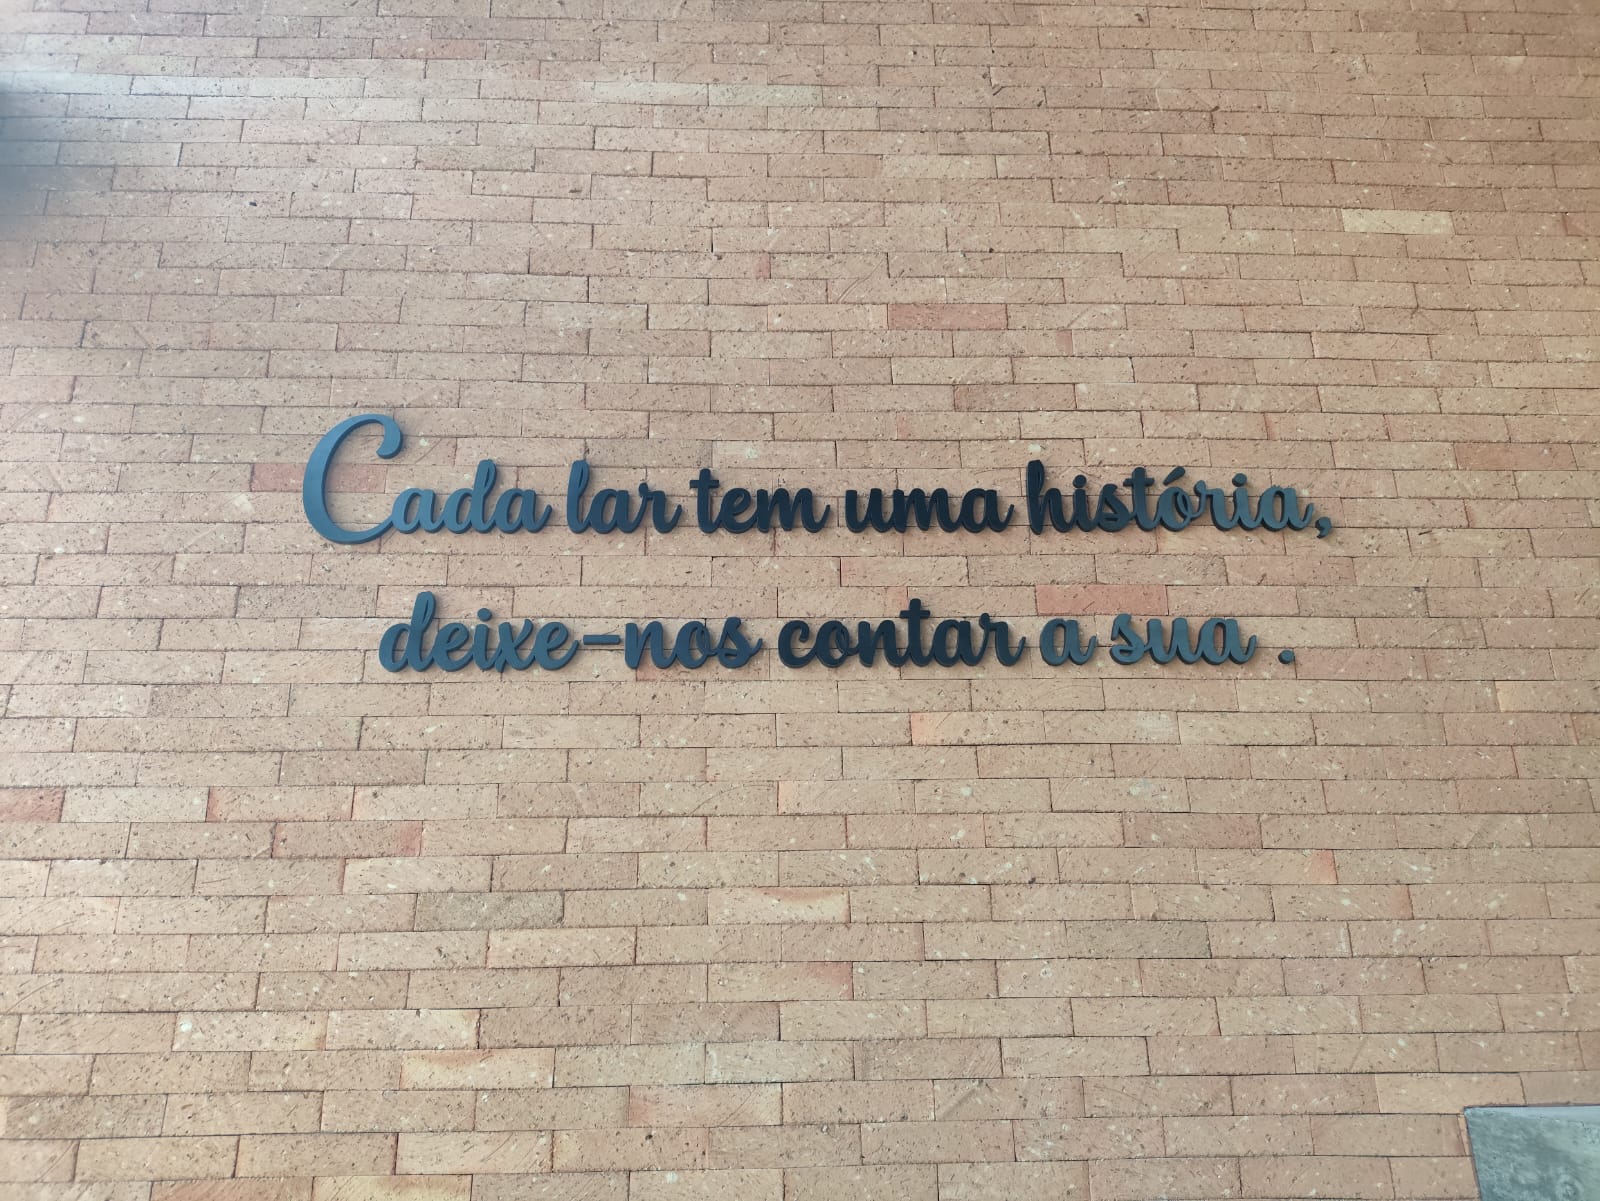 Cada lar tem uma história,
deixe-nos contar a sua .